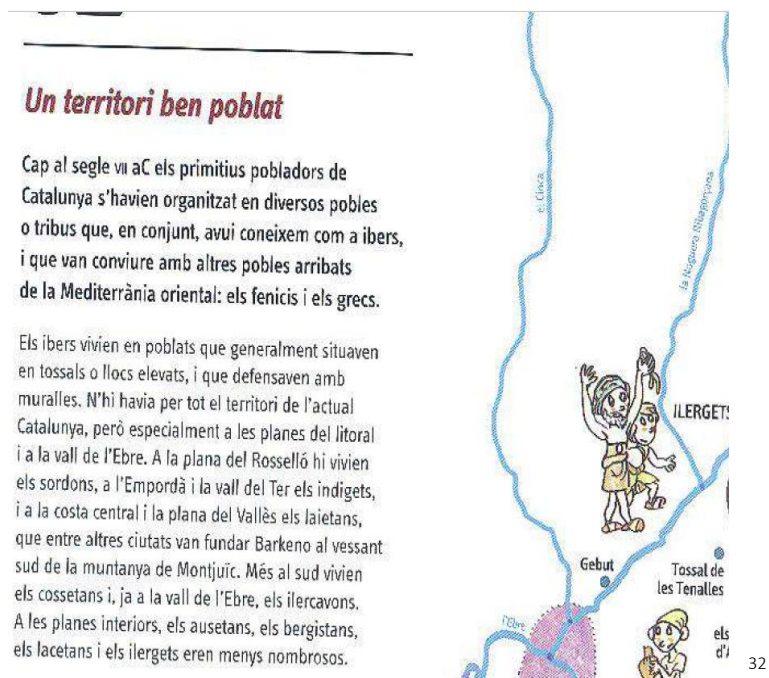 Un territori ben poblat
Cap al segle VII aC els primitius pobladors de
Catalunya s'havien organitzat en diversos pobles
o tribus que, en conjunt, avui coneixem com a ibers,
i que van conviure amb altres pobles arribats
de la Mediterrània oriental: els fenicis i els grecs.
Els ibers vivien en poblats que generalment situaven
en tossals o llocs elevats, i que defensaven amb
muralles. N'hi havia per tot el territori de l'actual
Catalunya, però especialment a les planes del litoral
i a la vall de l'Ebre. A la plana del Rosselló hi vivien
els sordons, a l'Empordà i la vall del Ter els indigets,
i a la costa central i la plana del Vallès els laietans,
que entre altres ciutats van fundar Barkeno al vessant
sud de la muntanya de Montjuïc. Més al sud vivien
els cossetans i, ja a la vall de l'Ebre, els ilercavons.
A les planes interiors, els ausetans, els bergistans,
els lacetans i els ilergets eren menys nombrosos.
el Cinca
la Noguera Ribagorçana
ILERGETS
Gebut
Tossal de
les Tenalles
l'Ebre
els
32